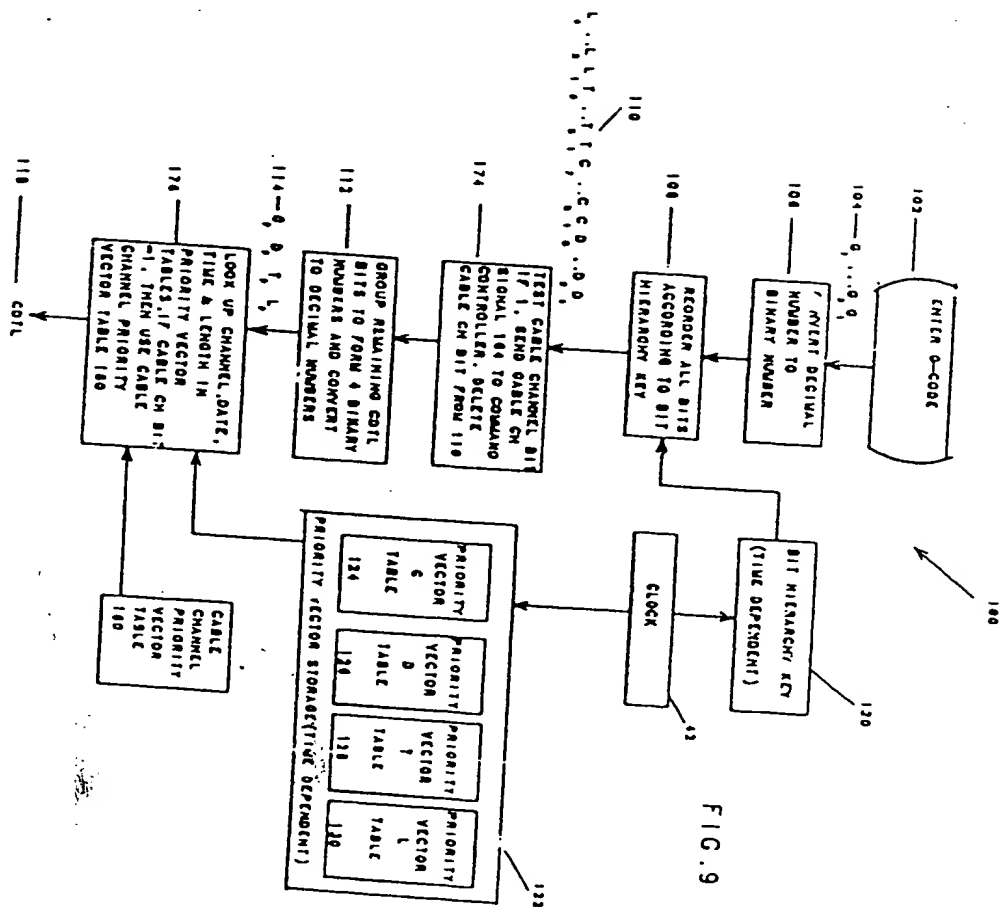 102
ENTER G-CODE
104
106
NUMBER TO
BINARY NUMBER
108
REORDER ALL BITS
ACCORDING TO BIT
HIERARCHY KEY
110
174
TEST CABLE CHANNEL BIT
IF 1, SEND CABLE CH
SIGNAL 164 TO COMMAND
CONTROLLER. DELETE
CABLE CH BIT FROM 110
112
GROUP REMAINING CDTL
BITS TO FORM 4 BINARY
NUMBERS AND CONVERT
TO DECIMAL NUMBERS
114
176
LOOK UP CHANNEL, DATE,
TIME & LENGTH IN
PRIORITY VECTOR
TABLES. IF CABLE CH BIT
=1, THEN USE CABLE
CHANNEL PRIORITY
VECTOR TABLE 180
118
CDTL
180
BIT HIERARCHY KEY
(TIME DEPENDENT)
120
CLOCK
42
PRIORITY
VECTOR
C
TABLE
124
PRIORITY
VECTOR
D
TABLE
PRIORITY
VECTOR
T
TABLE
128
PRIORITY
VECTOR
L
TABLE
130
PRIORITY VECTOR STORAGE(TIME DEPENDENT)
122
CABLE
CHANNEL
PRIORITY
VECTOR
TABLE
180
FIG.9